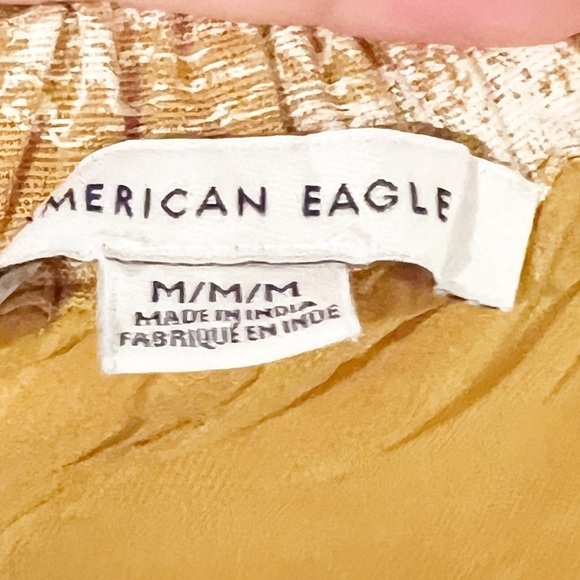 MERICAN EAGLE
M/M/M
MADE IN INDIA
FABRIQUÉ EN INDE